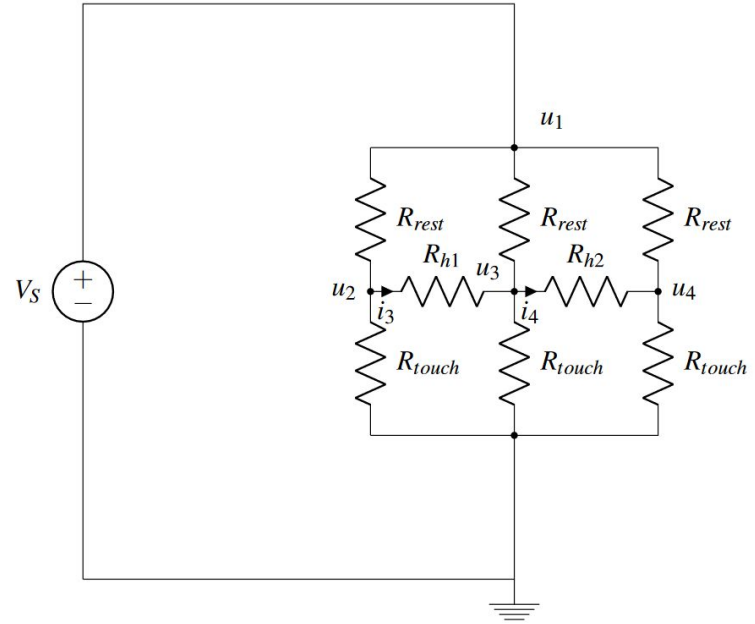 u1
Rrest Rrest Rrest
Rh1 u3 Rh2
VS + − u2 i3 i4 u4
Rtouch Rtouch Rtouch